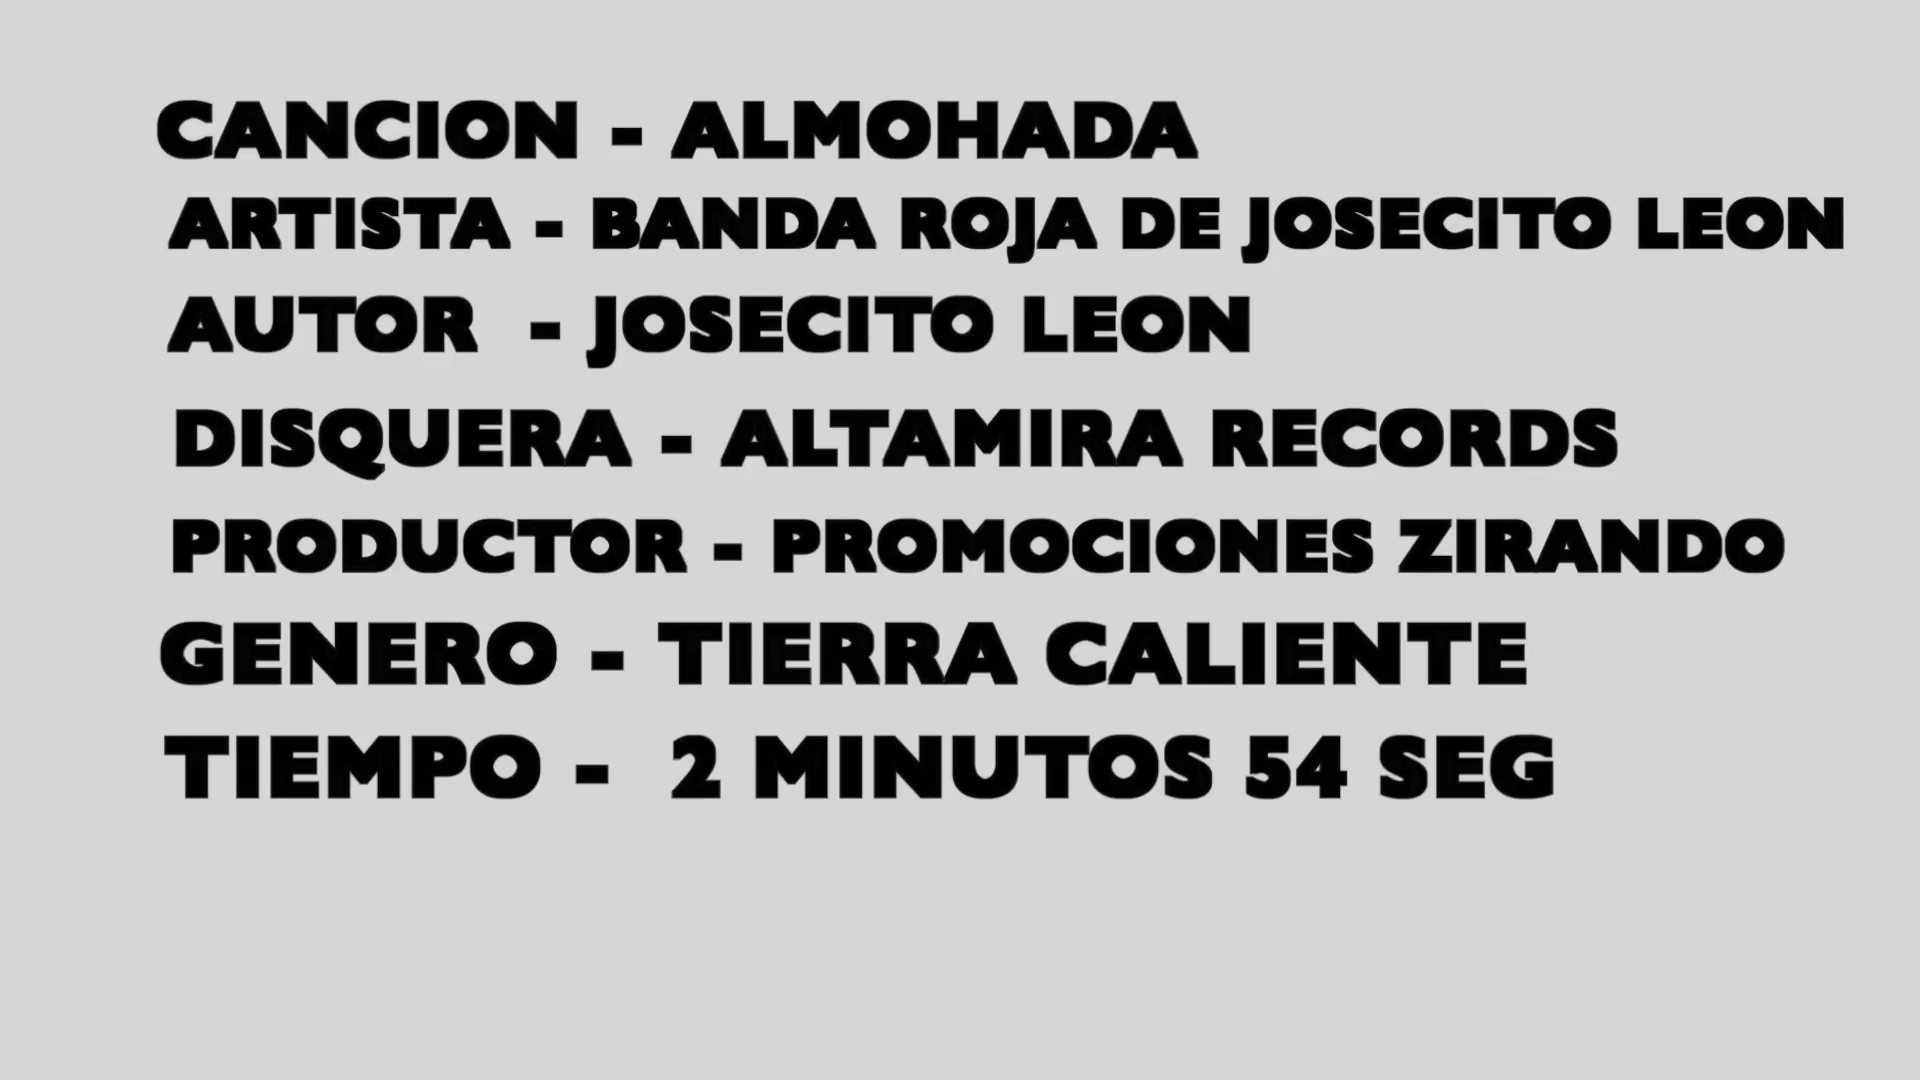 CANCION - ALMOHADA
ARTISTA - BANDA ROJA DE JOSECITO LEON
AUTOR - JOSECITO LEON
DISQUERA - ALTAMIRA RECORDS
PRODUCTOR - PROMOCIONES ZIRANDO
GENERO - TIERRA CALIENTE
TIEMPO - 2 MINUTOS 54 SEG